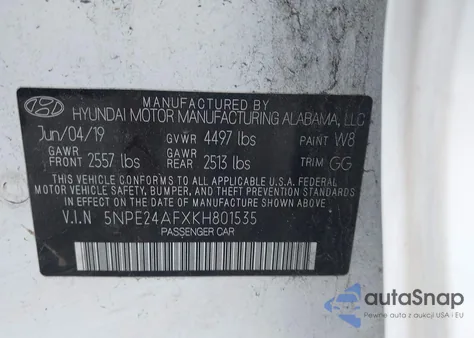 MANUFACTURED BY
HYUNDAI MOTOR MANUFACTURING ALABAMA, LLC
Jun/04/19 GVWR 4497 lbs PAINT W8
GAWR FRONT 2557 lbs GAWR REAR 2513 lbs TRIM GG
THIS VEHICLE CONFORMS TO ALL APPLICABLE U.S.A. FEDERAL
MOTOR VEHICLE SAFETY, BUMPER, AND THEFT PREVENTION STANDARDS
IN EFFECT ON THE DATE OF MANUFACTURE SHOWN ABOVE.
V.I.N 5NPE24AFXKH801535
PASSENGER CAR
autoSnap
Pewne auta z aukcji USA i EU